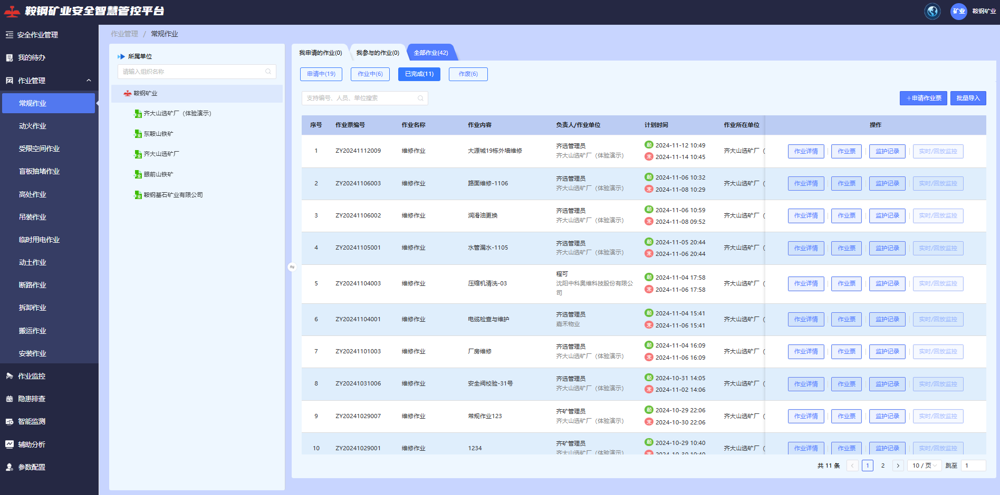 鞍钢矿业安全智慧管控平台
矿业 鞍钢矿业
安全作业管理
我的待办
作业管理
常规作业
动火作业
受限空间作业
盲板抽堵作业
高处作业
吊装作业
临时用电作业
动土作业
断路作业
拆卸作业
搬运作业
安装作业
作业监控
隐患排查
智能监测
辅助分析
参数配置
作业管理 / 常规作业
所属单位
请输入组织名称
鞍钢矿业
齐大山选矿厂（体验演示）
东鞍山铁矿
齐大山选矿厂
眼前山铁矿
鞍钢基石矿业有限公司
我申请的作业(0) 我参与的作业(0) 全部作业(42)
申请中(19) 作业中(6) 已完成(11) 作废(6)
支持编号、人员、单位搜索
+申请作业票 批量导入
序号 作业票编号 作业名称 作业内容 负责人/作业单位 计划时间 作业所在单位 操作
1 ZY20241112009 维修作业 大源城19栋外墙维修 齐选管理员 起 2024-11-12 10:49 齐大山选矿厂（ 作业详情 作业票 监护记录 实时/回放监控
齐大山选矿厂（体验演示） 末 2024-11-14 10:45
2 ZY20241106003 维修作业 路面维修-1106 齐选管理员 起 2024-11-06 10:32 齐大山选矿厂（ 作业详情 作业票 监护记录 实时/回放监控
齐大山选矿厂（体验演示） 末 2024-11-08 10:29
3 ZY20241106002 维修作业 润滑油更换 齐选管理员 起 2024-11-06 10:59 齐大山选矿厂（ 作业详情 作业票 监护记录 实时/回放监控
齐大山选矿厂（体验演示） 末 2024-11-08 09:52
4 ZY20241105001 维修作业 水管漏水-1105 齐选管理员 起 2024-11-05 20:44 齐大山选矿厂（ 作业详情 作业票 监护记录 实时/回放监控
齐大山选矿厂（体验演示） 末 2024-11-06 20:44
5 ZY20241104003 维修作业 压缩机清洗-03 程可 起 2024-11-04 17:58 齐大山选矿厂（ 作业详情 作业票 监护记录 实时/回放监控
沈阳中科奥维科技股份有限公 末 2024-11-06 17:58
司
6 ZY20241104001 维修作业 电缆检查与维护 齐选管理员 起 2024-11-04 15:41 齐大山选矿厂（ 作业详情 作业票 监护记录 实时/回放监控
嘉禾物业 末 2024-11-06 15:41
7 ZY20241101003 维修作业 厂房维修 齐选管理员 起 2024-11-04 16:09 齐大山选矿厂（ 作业详情 作业票 监护记录 实时/回放监控
齐大山选矿厂（体验演示） 末 2024-11-06 16:09
8 ZY20241031006 维修作业 安全阀校验-31号 齐选管理员 起 2024-10-31 14:05 齐大山选矿厂（ 作业详情 作业票 监护记录 实时/回放监控
齐大山选矿厂（体验演示） 末 2024-11-02 14:06
9 ZY20241029007 维修作业 常规作业123 齐矿管理员 起 2024-10-29 22:06 齐大山选矿厂（ 作业详情 作业票 监护记录 实时/回放监控
齐大山选矿厂（体验演示） 末 2024-10-30 22:06
10 ZY20241029001 维修作业 1234 齐矿管理员 起 2024-10-29 10:40 齐大山选矿厂（ 作业详情 作业票 监护记录 实时/回放监控
齐大山选矿厂（体验演示） 末 2024-10-30 10:40
共 11 条 < 1 2 > 10 / 页 跳至 1